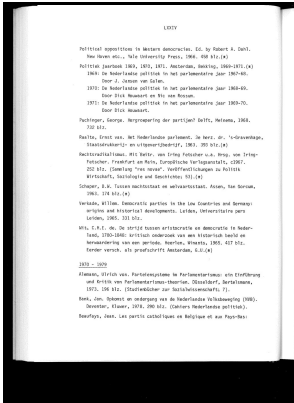 LXXIV
Political oppositions in Western democracies. Ed. by Robert A. Dahl.
New Haven etc., Yale University Press, 1966. 458 blz.(m)
Politiek jaarboek 1969, 1970, 1971. Amsterdam, Bekking, 1969-1971.(m)
1969: De Nederlandse politiek in het parlementaire jaar 1967-68.
Door J. Jansen van Galen.
1970: De Nederlandse politiek in het parlementaire jaar 1968-69.
Door Dick Houwaart en Vic van Rossum.
1971: De Nederlandse politiek in het parlementaire jaar 1969-70.
Door Dick Houwaart.
Puchinger, George. Hergroepering der partijen? Delft, Meinema, 1968.
732 blz.
Raalte, Ernst van. Het Nederlandse parlement. 3e herz. dr. 's-Gravenhage,
Staatsdrukkerij- en uitgeverijbedrijf, 1963. 393 blz.(m)
Rechtsradikalismus. Mit Beitr. von Iring Fetscher u.a. Hrsg. von Iring
Fetscher. Frankfurt am Main, Europäische Verlagsanstalt, c1967.
252 blz. (Sammlung "res novae". Veröffentlichungen zu Politik
Wirtschaft, Soziologie und Geschichte; 53).(m)
Schaper, B.W. Tussen machtsstaat en welvaartsstaat. Assen, Van Gorcum,
1963. 174 blz.(m)
Verkade, Willem. Democratic parties in the Low Countries and Germany:
origins and historical developments. Leiden, Universitaire pers
Leiden, 1965. 331 blz.
Wit, C.H.E. de. De strijd tussen aristocratie en democratie in Neder-
land, 1780-1848: kritisch onderzoek van een historisch beeld en
herwaardering van een periode. Heerlen, Winants, 1965. 417 blz.
Eerder versch. als proefschrift Amsterdam, G.U.(m)
1970 - 1979
Alemann, Ulrich von. Parteiensysteme im Parlamentarismus: ein Einführung
und Kritik von Parlamentarismus-theorien. Düsseldorf, Bertelsmann,
1973. 196 blz. (Studienbücher zur Sozialwissenschaft; 7).
Bank, Jan. Opkomst en ondergang van de Nederlandse Volksbeweging (NVB).
Deventer, Kluwer, 1978. 290 blz. (Cahiers Nederlandse politiek).
Beaufays, Jean. Les partis catholiques en Belgique et aux Pays-Bas: